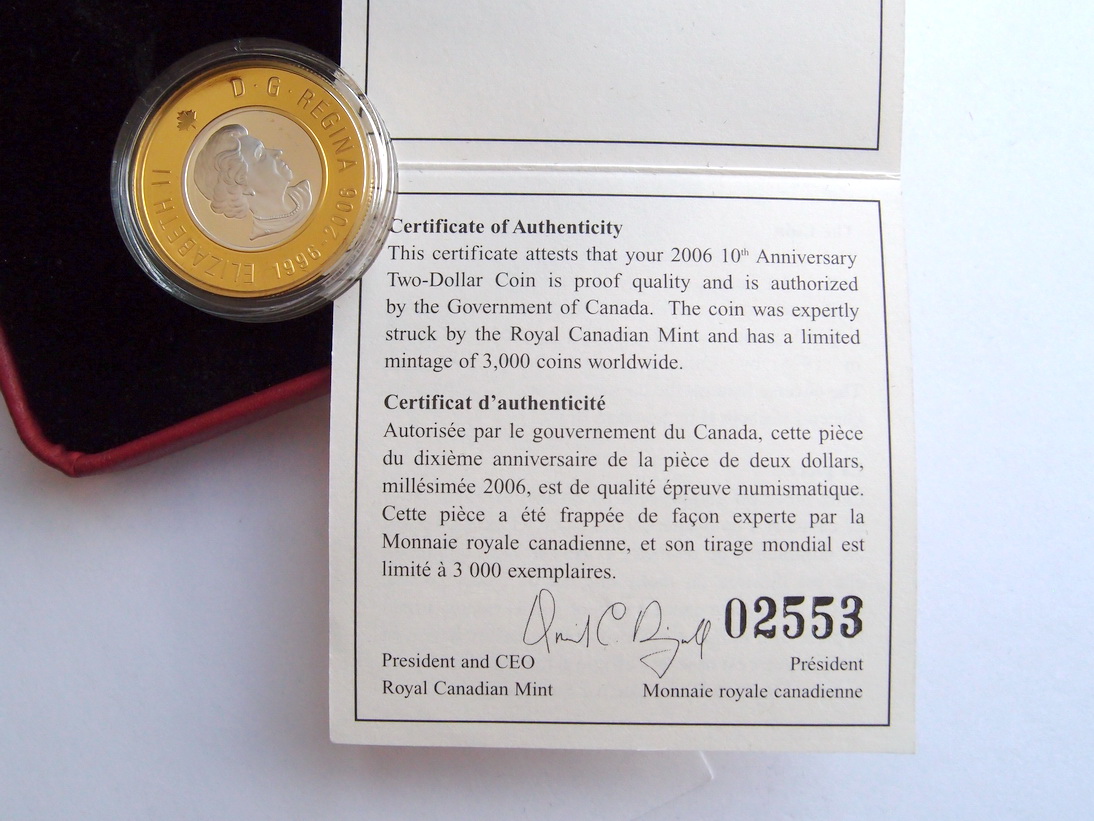 ELIZABETH II D·G·REGINA
1996-2006
Certificate of Authenticity
This certificate attests that your 2006 10th Anniversary
Two-Dollar Coin is proof quality and is authorized
by the Government of Canada. The coin was expertly
struck by the Royal Canadian Mint and has a limited
mintage of 3,000 coins worldwide.
Certificat d’authenticité
Autorisée par le gouvernement du Canada, cette pièce
du dixième anniversaire de la pièce de deux dollars,
millésimée 2006, est de qualité épreuve numismatique.
Cette pièce a été frappée de façon experte par la
Monnaie royale canadienne, et son tirage mondial est
limité à 3 000 exemplaires.
02553
President and CEO Président
Royal Canadian Mint Monnaie royale canadienne